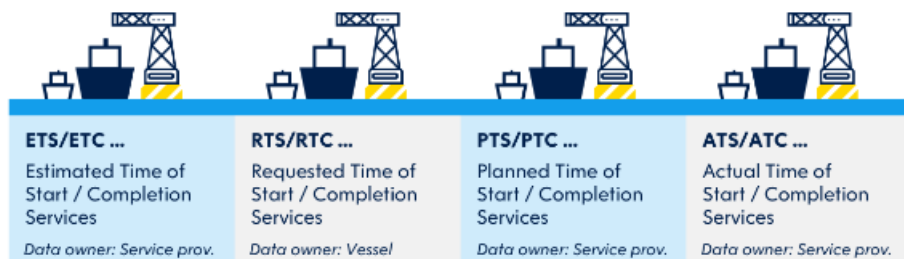 ETS/ETC ...
Estimated Time of
Start / Completion
Services
Data owner: Service prov.
RTS/RTC ...
Requested Time of
Start / Completion
Services
Data owner: Vessel
PTS/PTC ...
Planned Time of
Start / Completion
Services
Data owner: Service prov.
ATS/ATC ...
Actual Time of
Start / Completion
Services
Data owner: Service prov.